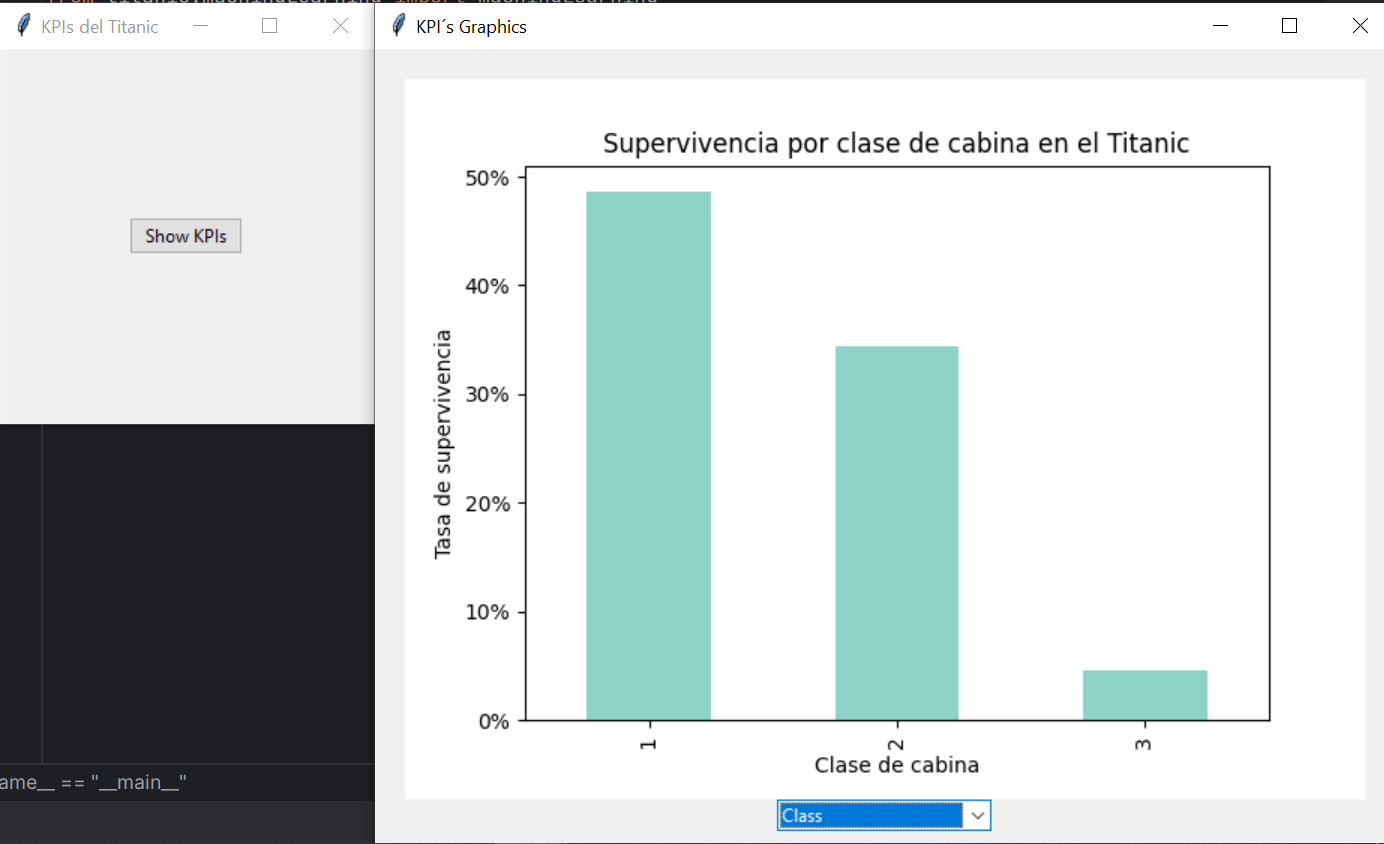 KPIs del Titanic
KPI´s Graphics
Show KPIs
Supervivencia por clase de cabina en el Titanic
50%
40%
30%
20%
10%
0%
Tasa de supervivencia
1
2
3
Clase de cabina
Class
ame__ == "__main__"